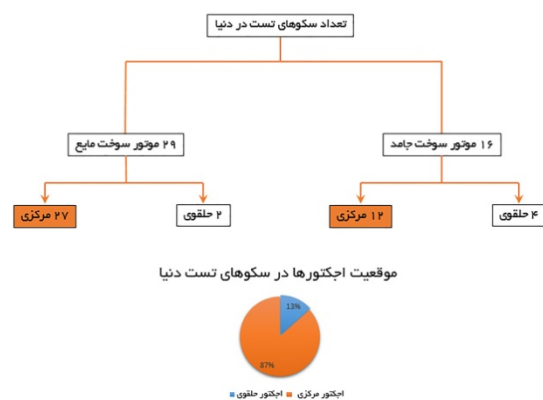 تعداد سکوهای تست در دنیا
۱۶ موتور سوخت جامد
۲۹ موتور سوخت مایع
۴ حلقوی
۱۲ مرکزی
۲ حلقوی
۲۷ مرکزی
موقعیت اجکتورها در سکوهای تست دنیا
13%
87%
اجکتور مرکزی اجکتور حلقوی